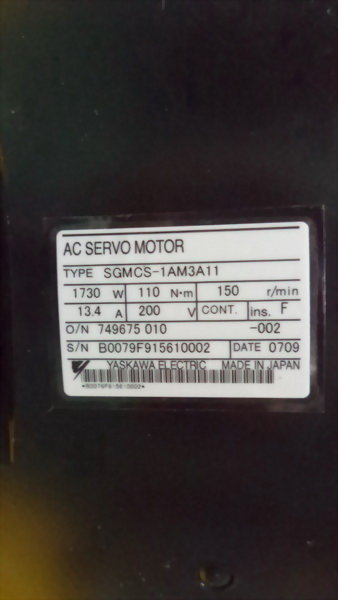 AC SERVO MOTOR
TYPE SGMCS-1AM3A11
1730 W 110 N·m 150 r/min
13.4 A 200 V CONT. ins. F
O/N 749675 010 -002
S/N B0079F915610002 DATE 0709
YASKAWA ELECTRIC MADE IN JAPAN
*B0079F915610002*